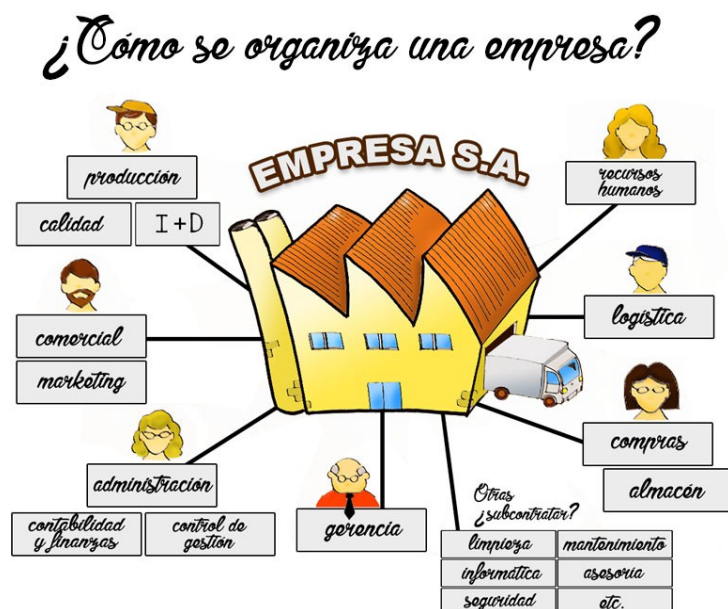 ¿Cómo se organiza una empresa?
EMPRESA S.A.
producción
calidad
I+D
comercial
marketing
administración
contabilidad
y finanzas
control de
gestión
gerencia
Otras
¿subcontratar?
limpieza
mantenimiento
informática
asesoría
seguridad
etc.
compras
almacén
logística
recursos
humanos